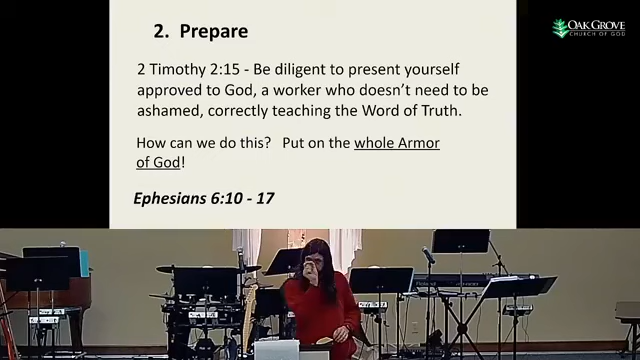 2. Prepare
OAK GROVE
CHURCH OF GOD
2 Timothy 2:15 - Be diligent to present yourself
approved to God, a worker who doesn't need to be
ashamed, correctly teaching the Word of Truth.
How can we do this? Put on the whole Armor
of God!
Ephesians 6:10 - 17